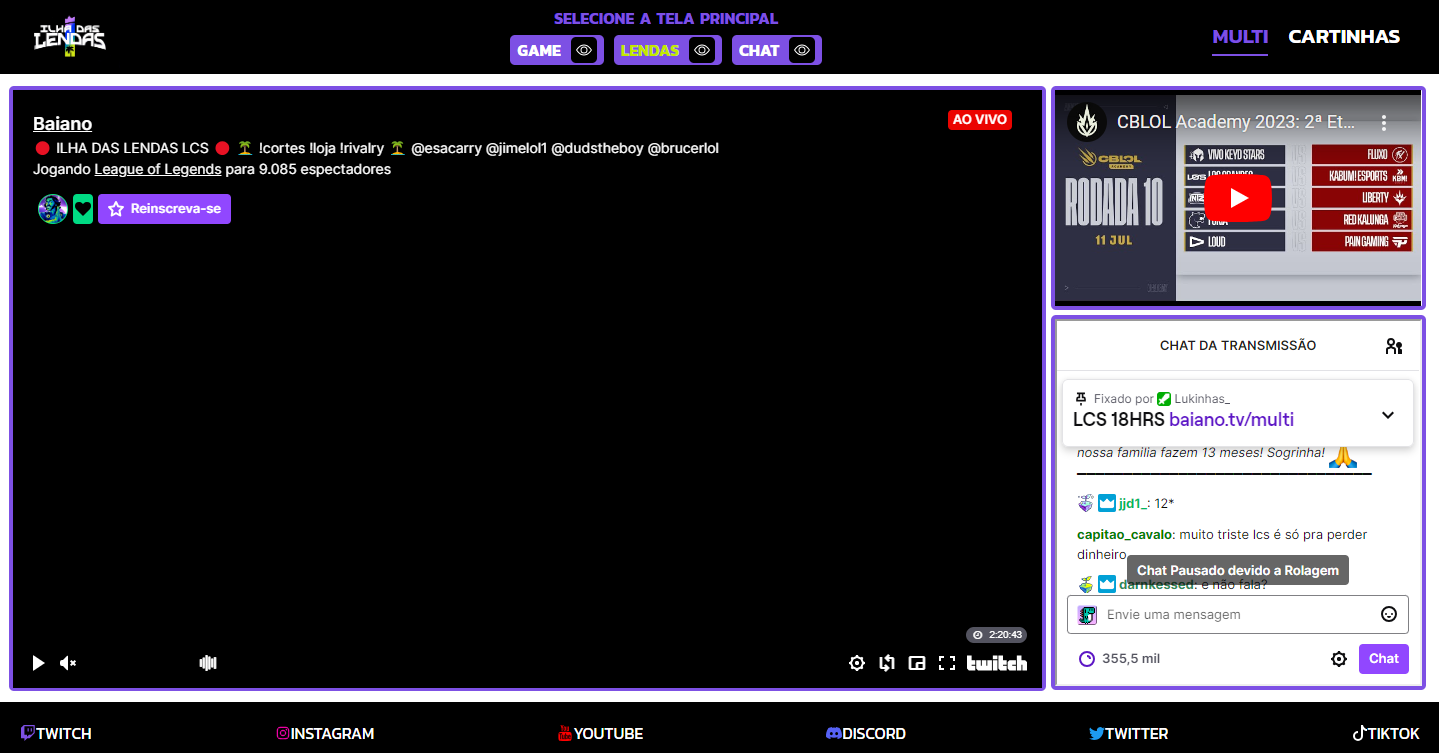 ILHA DAS
LENDAS
SELECIONE A TELA PRINCIPAL
GAME
LENDAS
CHAT
MULTI
CARTINHAS
Baiano
AO VIVO
ILHA DAS LENDAS LCS !cortes !loja !rivalry @esacarry @jimelol1 @dudstheboy @brucerlol
Jogando League of Legends para 9.085 espectadores
Reinscreva-se
2:20:43
twitch
CBLOL Academy 2023: 2ª Et...
CBLOL
ACADEMY
RODADA 10
11 JUL
VIVO KEYD STARS
FLUXO
LOS GRANDES
KABUM! ESPORTS
INTZ
LIBERTY
FURIA
RED KALUNGA
LOUD
PAIN GAMING
CHAT DA TRANSMISSÃO
Fixado por Lukinhas_
LCS 18HRS baiano.tv/multi
nossa familia fazem 13 meses! Sogrinha!
jjd1_: 12*
capitao_cavalo: muito triste lcs é só pra perder
dinheiro
Chat Pausado devido a Rolagem
darnkessed: e não fala?
Envie uma mensagem
355,5 mil
Chat
TWITCH
INSTAGRAM
YOUTUBE
DISCORD
TWITTER
TIKTOK